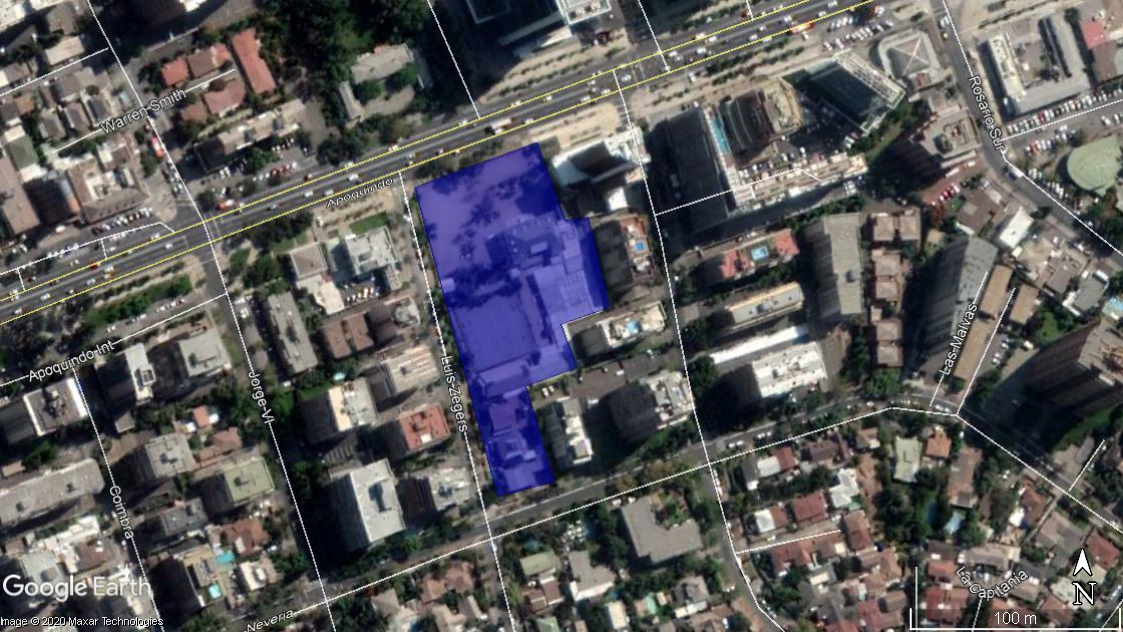 Warren Smith
Rosario Sur
Apoquindo
Apoquindo Int
Luis Zegers
Jorge VI
Las Malvas
Coimbra
La Capitanía
Neveria
Google Earth
N
100 m
Image © 2020 Maxar Technologies